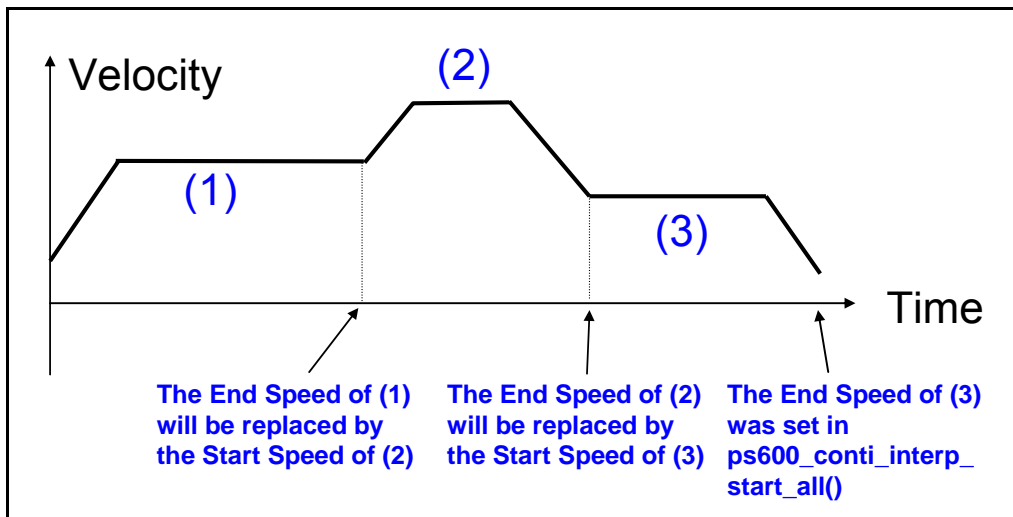 Velocity
(2)
(1)
(3)
Time
The End Speed of (1)
will be replaced by
the Start Speed of (2)
The End Speed of (2)
will be replaced by
the Start Speed of (3)
The End Speed of (3)
was set in
ps600_conti_interp_
start_all()